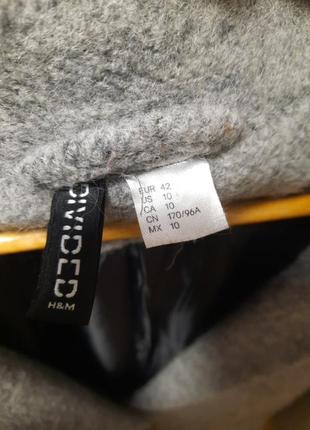 DIVIDED
H&M
EUR 42
US 10
CA 10
CN 170/96A
MX 10